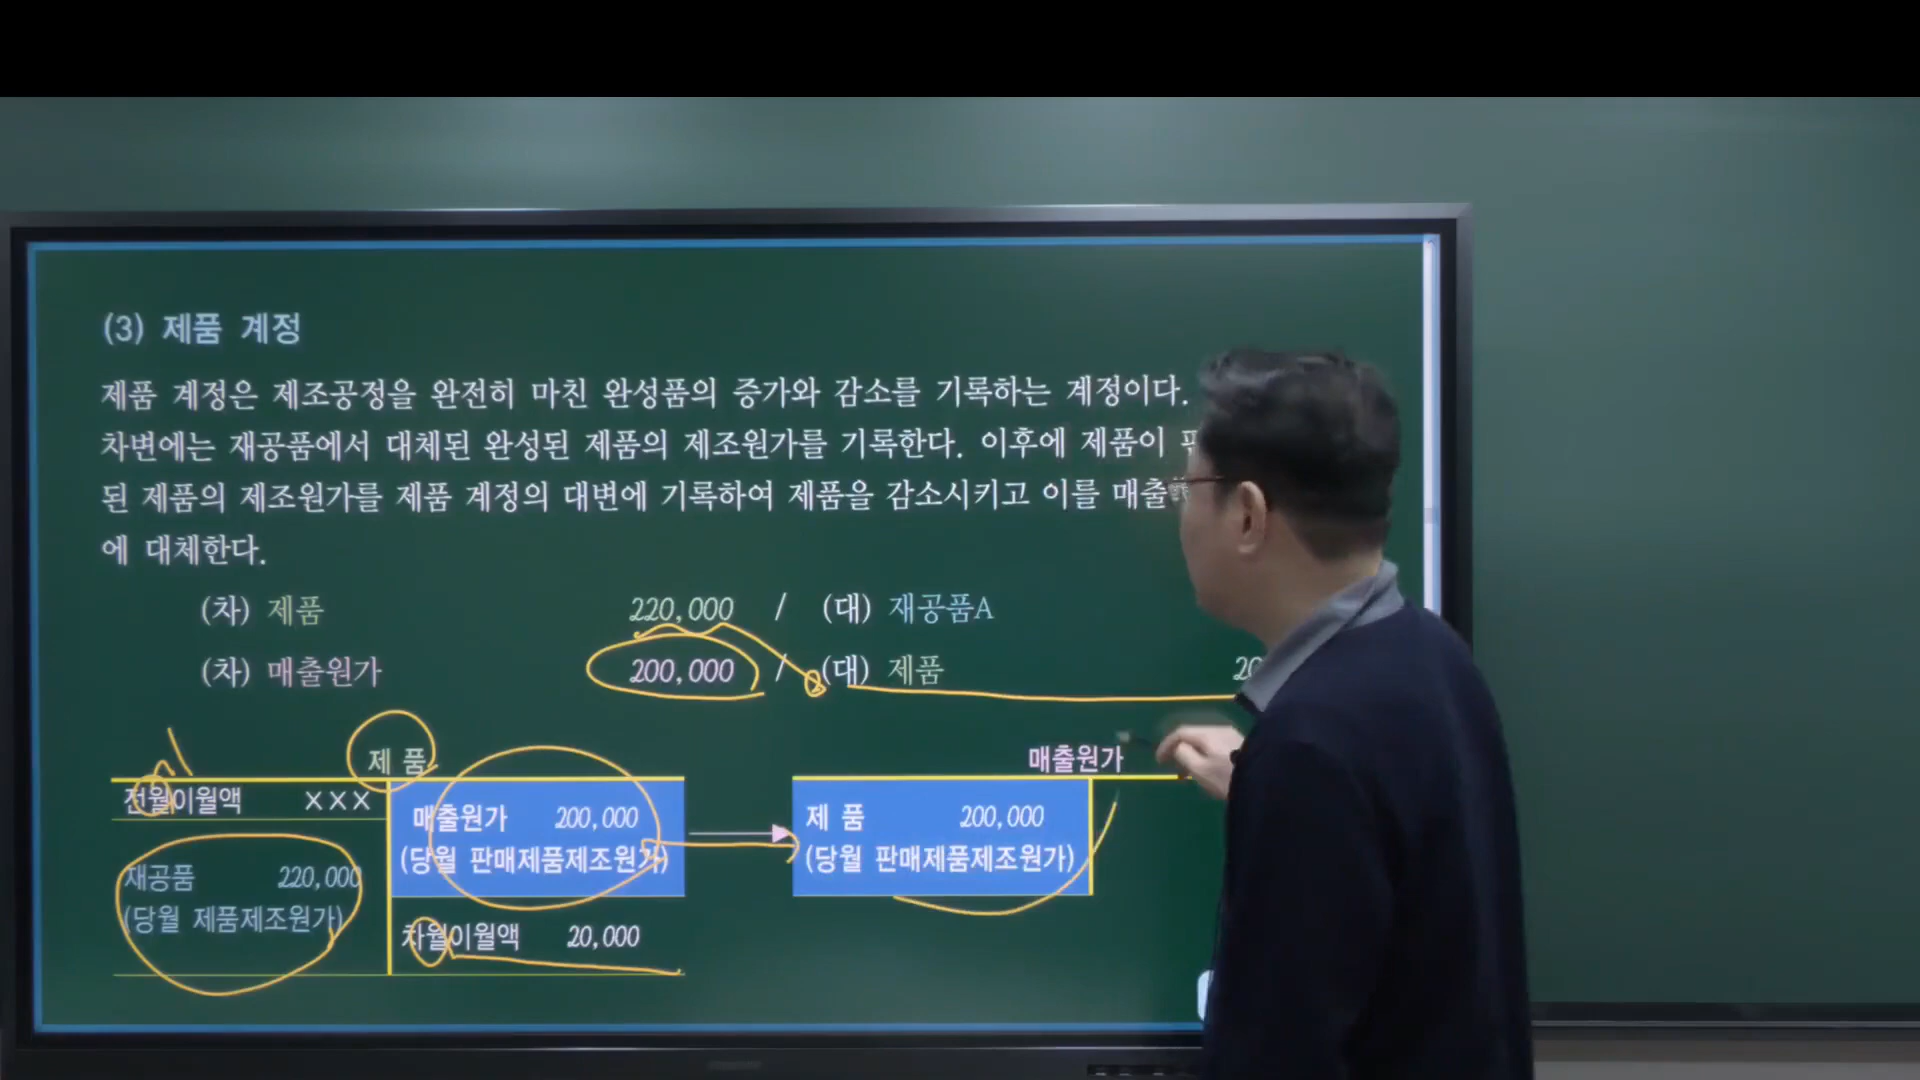 (3) 제품 계정
제품 계정은 제조공정을 완전히 마친 완성품의 증가와 감소를 기록하는 계정이다.
차변에는 재공품에서 대체된 완성된 제품의 제조원가를 기록한다. 이후에 제품이
된 제품의 제조원가를 제품 계정의 대변에 기록하여 제품을 감소시키고 이를 매출
에 대체한다.
(차) 제품 220,000 / (대) 재공품A
(차) 매출원가 200,000 / (대) 제품 20
제 품
전월이월액 ×××
매출원가 200,000
(당월 판매제품제조원가)
재공품 220,000
(당월 제품제조원가)
차월이월액 20,000
매출원가
제 품 200,000
(당월 판매제품제조원가)